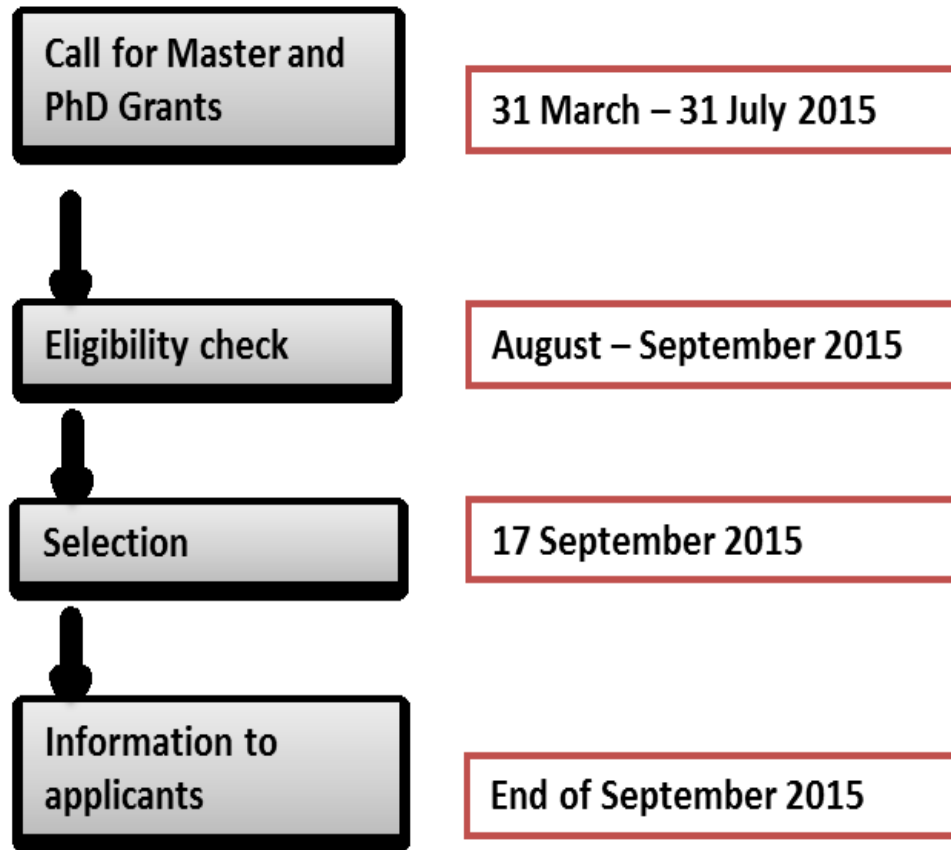 Call for Master and
PhD Grants
31 March – 31 July 2015
Eligibility check
August – September 2015
Selection
17 September 2015
Information to
applicants
End of September 2015